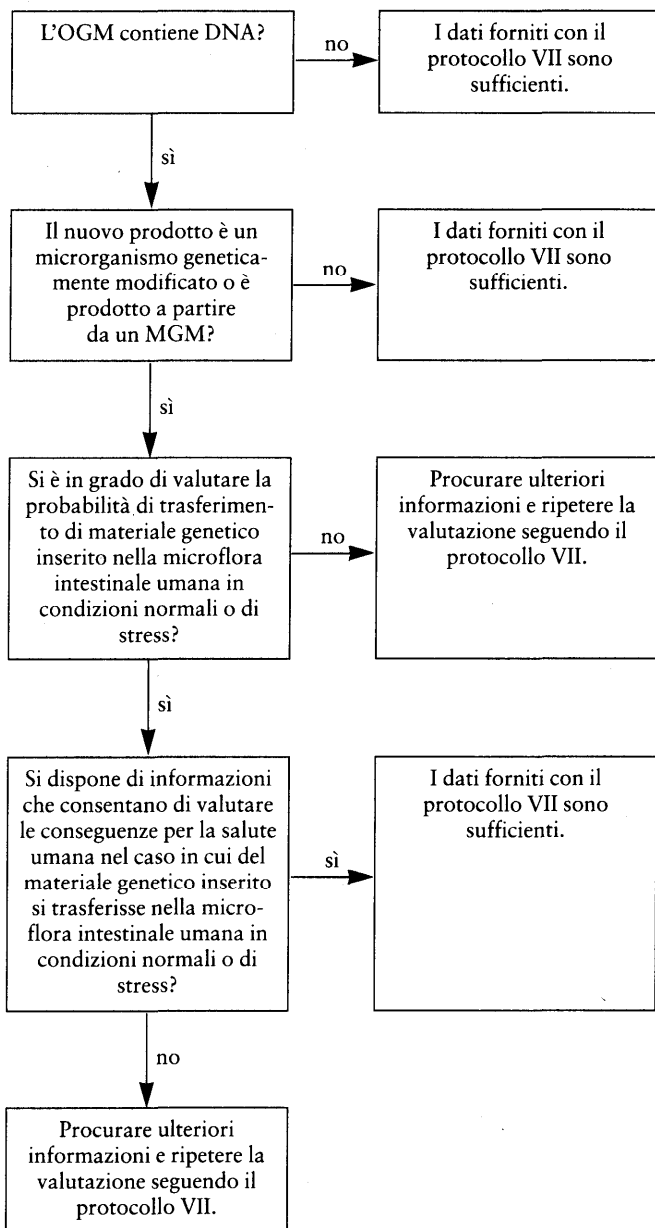 L'OGM contiene DNA?
no
I dati forniti con il
protocollo VII sono
sufficienti.
sì
Il nuovo prodotto è un
microrganismo genetica-
mente modificato o è
prodotto a partire
da un MGM?
no
I dati forniti con il
protocollo VII sono
sufficienti.
sì
Si è in grado di valutare la
probabilità di trasferimen-
to di materiale genetico
inserito nella microflora
intestinale umana in
condizioni normali o di
stress?
no
Procurare ulteriori
informazioni e ripetere la
valutazione seguendo il
protocollo VII.
sì
Si dispone di informazioni
che consentano di valutare
le conseguenze per la salute
umana nel caso in cui del
materiale genetico inserito
si trasferisse nella micro-
flora intestinale umana in
condizioni normali o di
stress?
sì
I dati forniti con il
protocollo VII sono
sufficienti.
no
Procurare ulteriori
informazioni e ripetere la
valutazione seguendo il
protocollo VII.